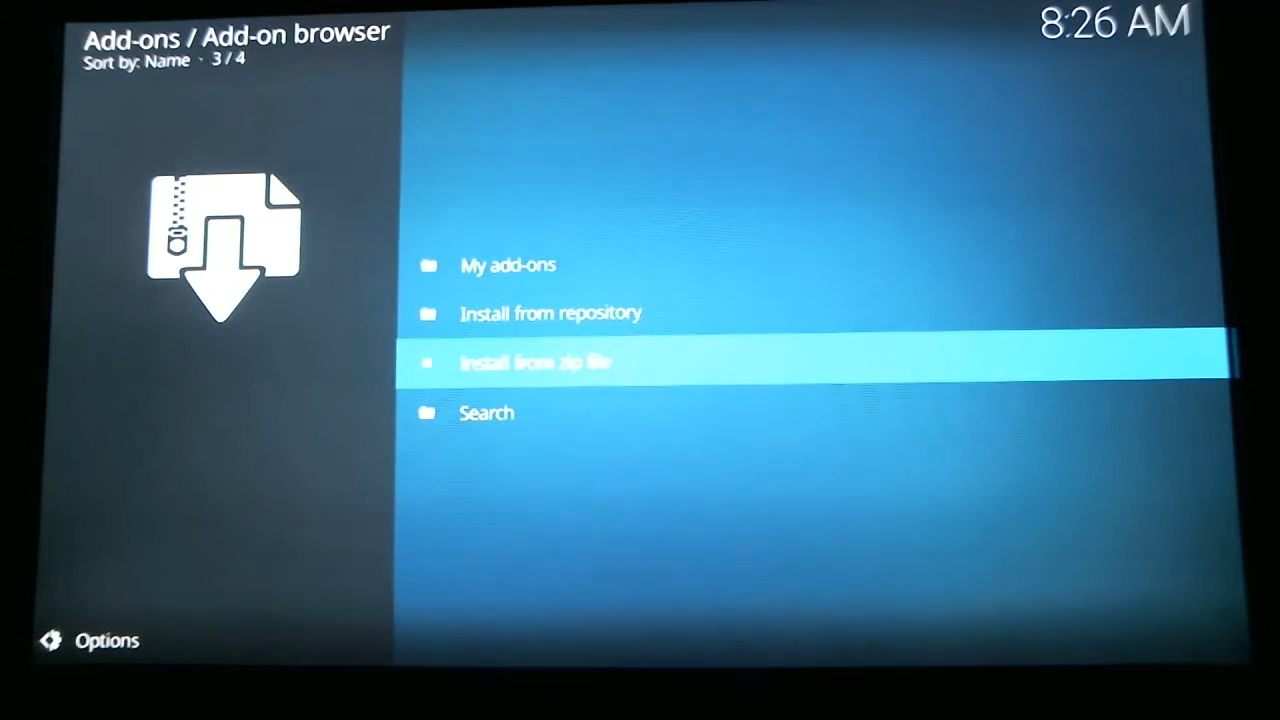 Add-ons / Add-on browser
Sort by: Name · 3 / 4
8:26 AM
My add-ons
Install from repository
Install from zip file
Search
Options